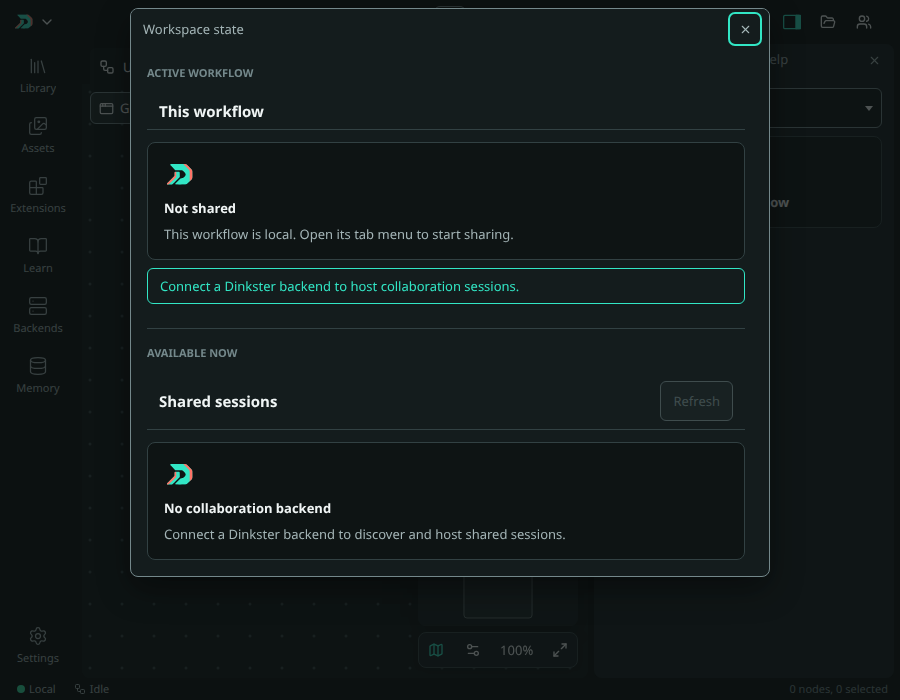 Workspace state
ACTIVE WORKFLOW
This workflow
Not shared
This workflow is local. Open its tab menu to start sharing.
Connect a Dinkster backend to host collaboration sessions.
AVAILABLE NOW
Shared sessions
Refresh
No collaboration backend
Connect a Dinkster backend to discover and host shared sessions.
Library
Assets
Extensions
Learn
Backends
Memory
Settings
100%
Local
Idle
0 nodes, 0 selected